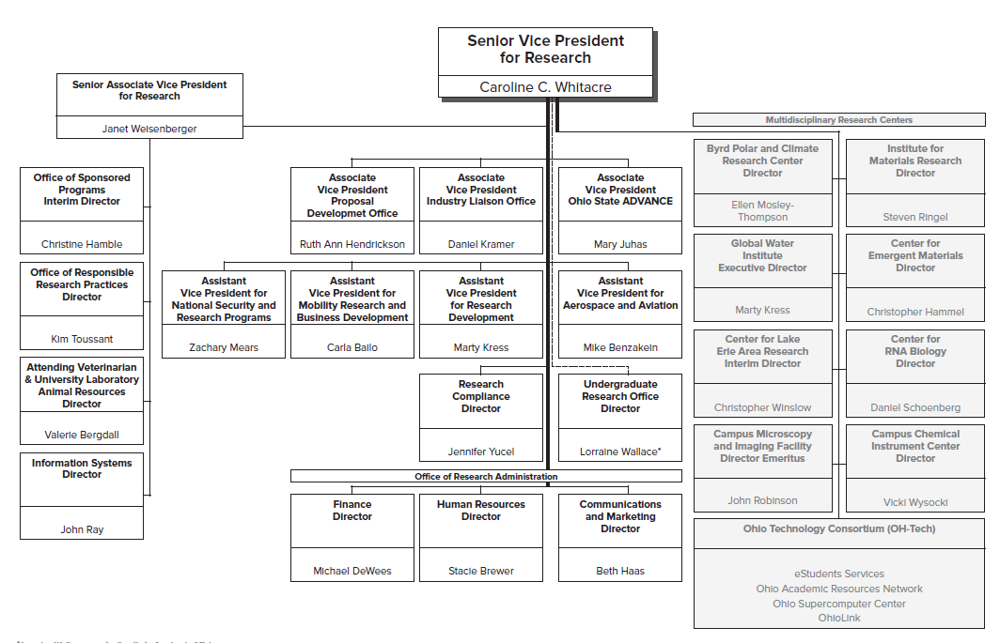 Senior Vice President
for Research
Caroline C. Whitacre
Senior Associate Vice President
for Research
Janet Weisenberger
Office of Sponsored
Programs
Interim Director
Christine Hamble
Office of Responsible
Research Practices
Director
Kim Toussant
Attending Veterinarian
& University Laboratory
Animal Resources
Director
Valerie Bergdall
Information Systems
Director
John Ray
Associate
Vice President
Proposal
Developmet Office
Ruth Ann Hendrickson
Associate
Vice President
Industry Liaison Office
Daniel Kramer
Associate
Vice President
Ohio State ADVANCE
Mary Juhas
Assistant
Vice President for
National Security and
Research Programs
Zachary Mears
Assistant
Vice President for
Mobility Research and
Business Development
Carla Bailo
Assistant
Vice President
for Research
Development
Marty Kress
Assistant
Vice President for
Aerospace and Aviation
Mike Benzakein
Research
Compliance
Director
Jennifer Yucel
Undergraduate
Research Office
Director
Lorraine Wallace*
Office of Research Administration
Finance
Director
Michael DeWees
Human Resources
Director
Stacie Brewer
Communications
and Marketing
Director
Beth Haas
Multidisciplinary Research Centers
Byrd Polar and Climate
Research Center
Director
Ellen Mosley-
Thompson
Institute for
Materials Research
Director
Steven Ringel
Global Water
Institute
Executive Director
Marty Kress
Center for
Emergent Materials
Director
Christopher Hammel
Center for Lake
Erie Area Research
Interim Director
Christopher Winslow
Center for
RNA Biology
Director
Daniel Schoenberg
Campus Microscopy
and Imaging Facility
Director Emeritus
John Robinson
Campus Chemical
Instrument Center
Director
Vicki Wysocki
Ohio Technology Consortium (OH-Tech)
eStudents Services
Ohio Academic Resources Network
Ohio Supercomputer Center
OhioLink